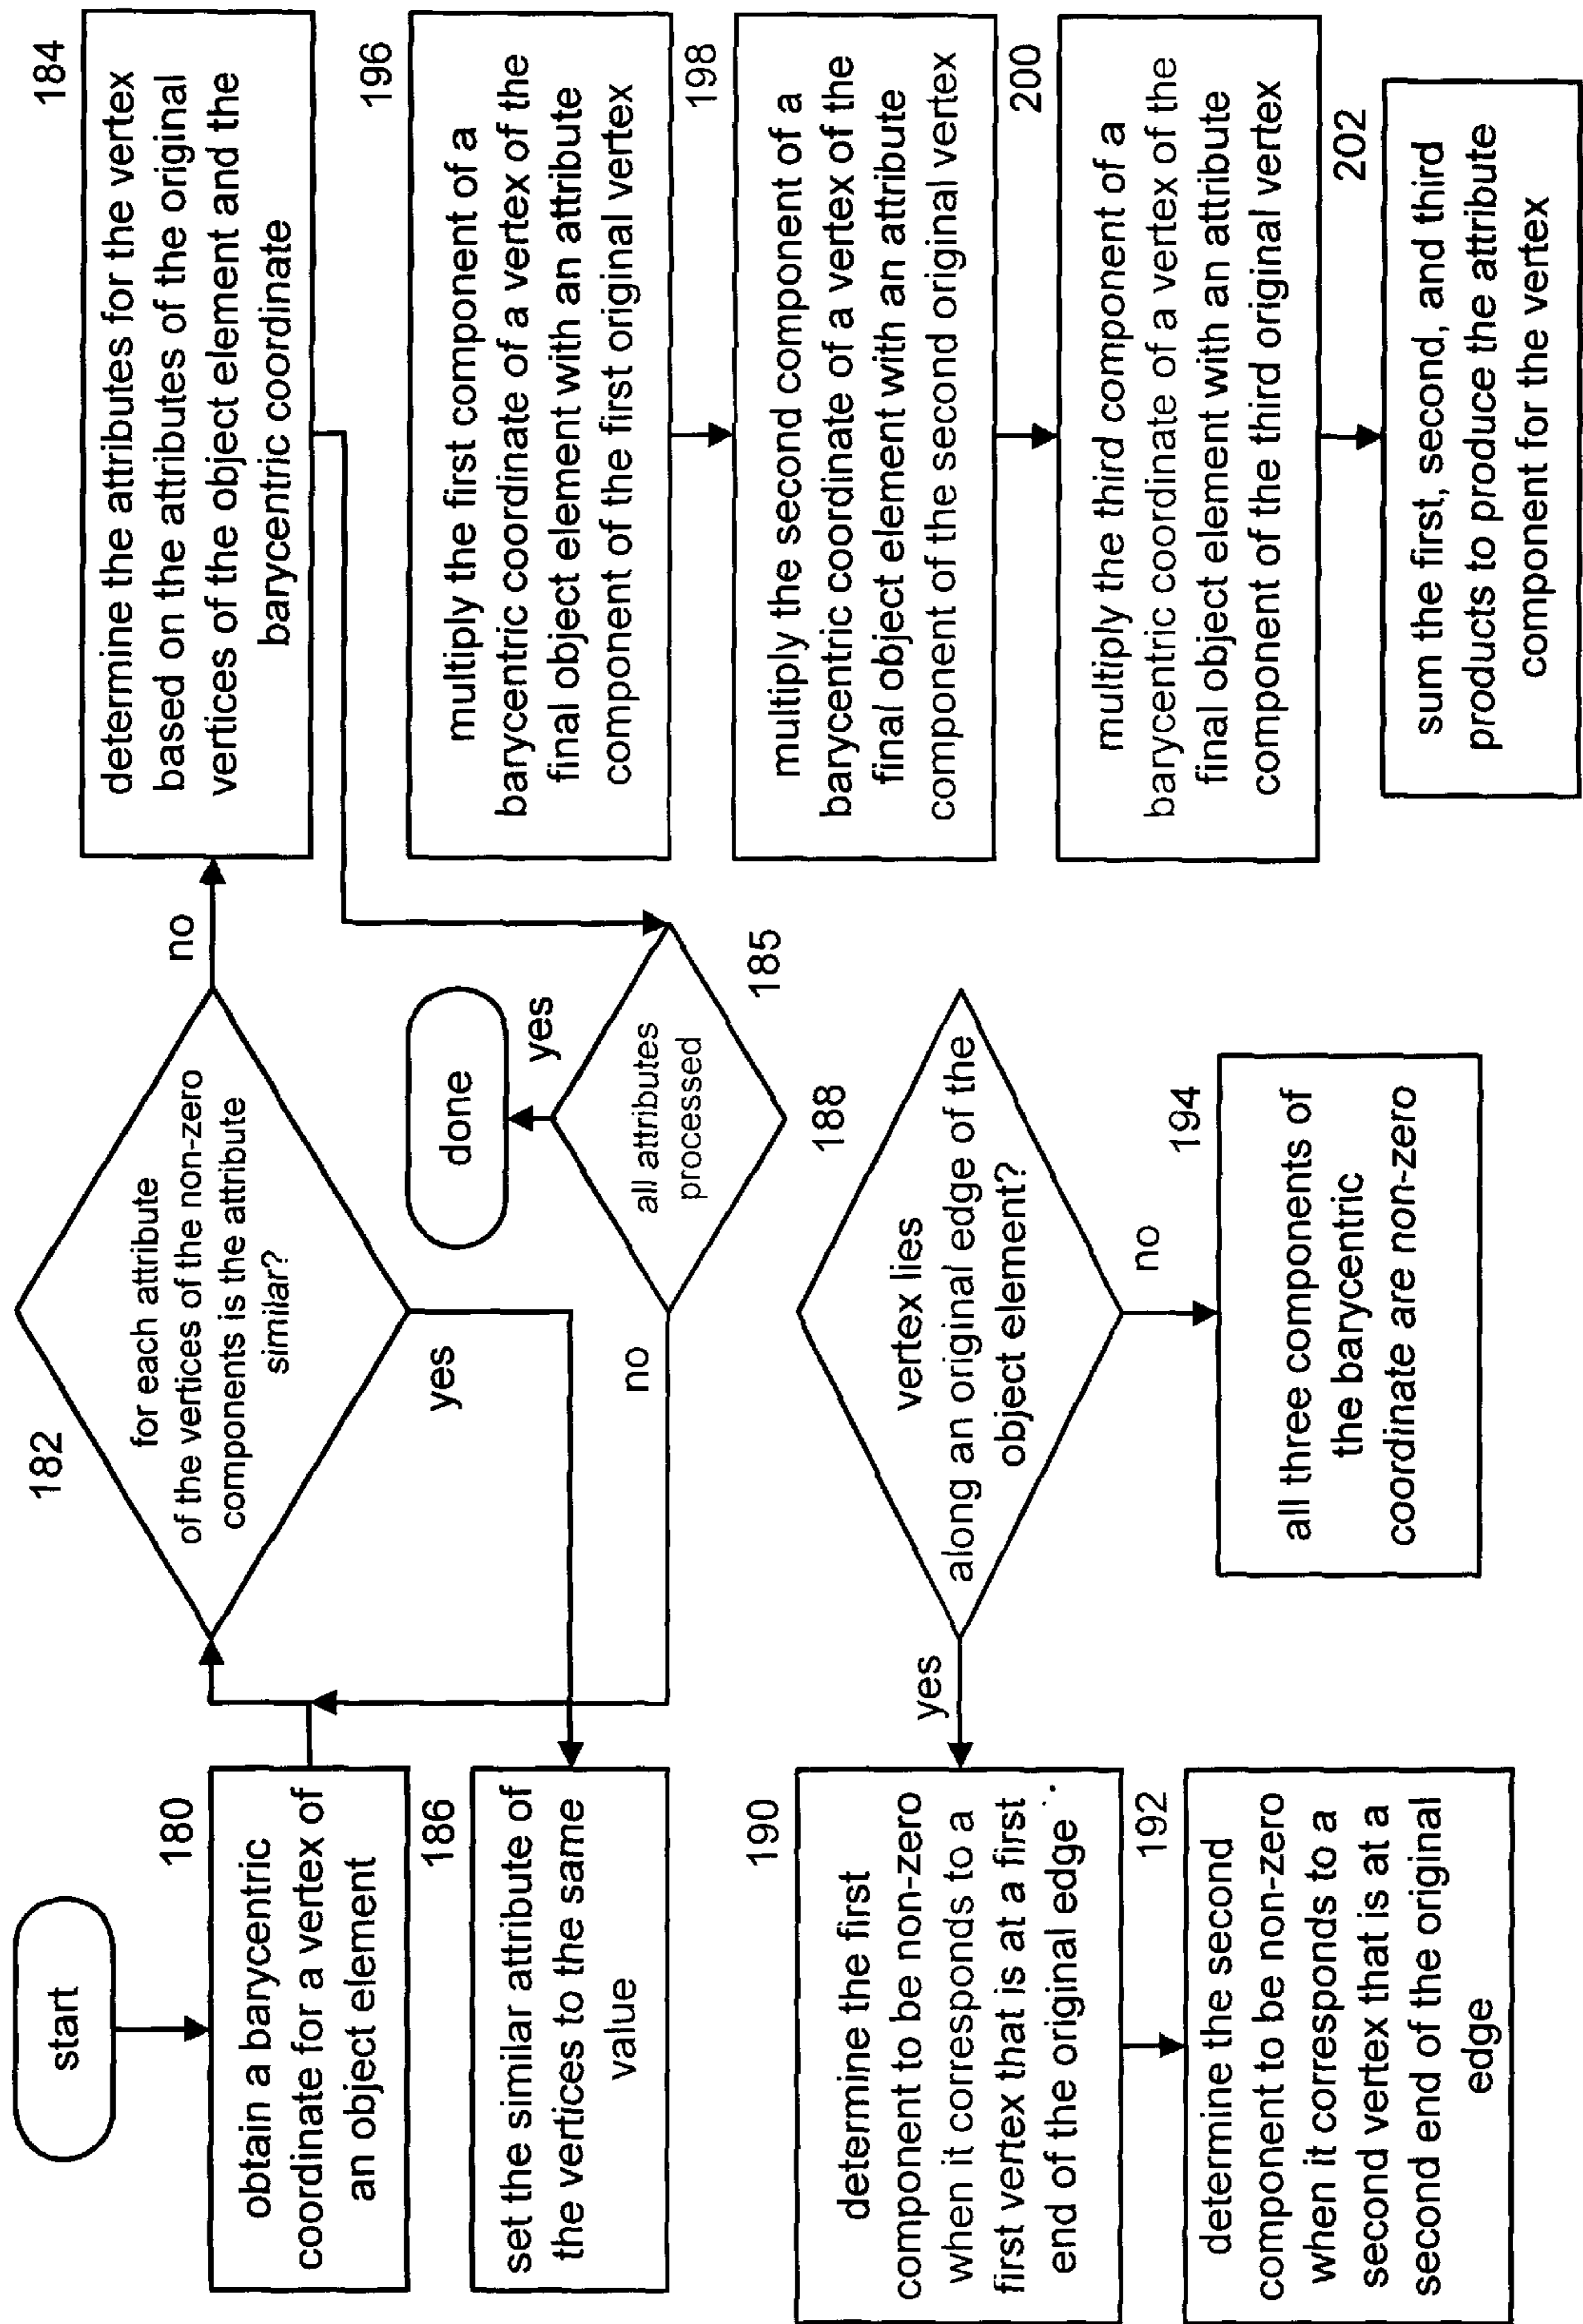 start
180
obtain a barycentric
coordinate for a vertex of
an object element
182
for each attribute
of the vertices of the non-zero
components is the attribute
similar?
no
yes
184
determine the attributes for the vertex
based on the attributes of the original
vertices of the object element and the
barycentric coordinate
186
set the similar attribute of
the vertices to the same
value
done
yes
all attributes
processed
185
no
196
multiply the first component of a
barycentric coordinate of a vertex of the
final object element with an attribute
component of the first original vertex
198
multiply the second component of a
barycentric coordinate of a vertex of the
final object element with an attribute
component of the second original vertex
200
multiply the third component of a
barycentric coordinate of a vertex of the
final object element with an attribute
component of the third original vertex
202
sum the first, second, and third
products to produce the attribute
component for the vertex
188
vertex lies
along an original edge of the
object element?
yes
no
190
determine the first
component to be non-zero
when it corresponds to a
first vertex that is at a first
end of the original edge
192
determine the second
component to be non-zero
when it corresponds to a
second vertex that is at a
second end of the original
edge
194
all three components of
the barycentric
coordinate are non-zero